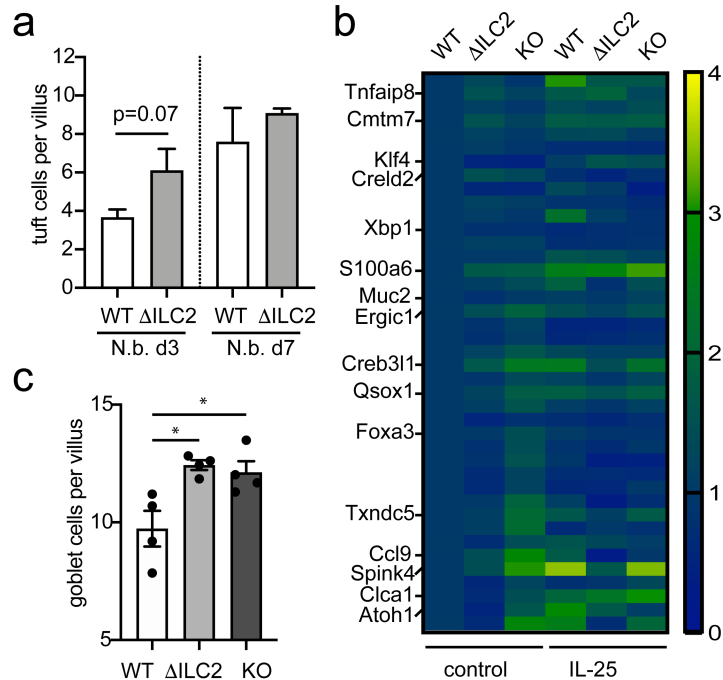 a
tuft cells per villus
12
10
8
6
4
2
0
p=0.07
WT ΔILC2 WT ΔILC2
N.b. d3 N.b. d7
b
WT ΔILC2 KO WT ΔILC2 KO
Tnfaip8
Cmtm7
Klf4
Creld2
Xbp1
S100a6
Muc2
Ergic1
Creb3l1
Qsox1
Foxa3
Txndc5
Ccl9
Spink4
Clca1
Atoh1
control IL-25
4
3
2
1
0
c
goblet cells per villus
15
10
5
*
*
WT ΔILC2 KO